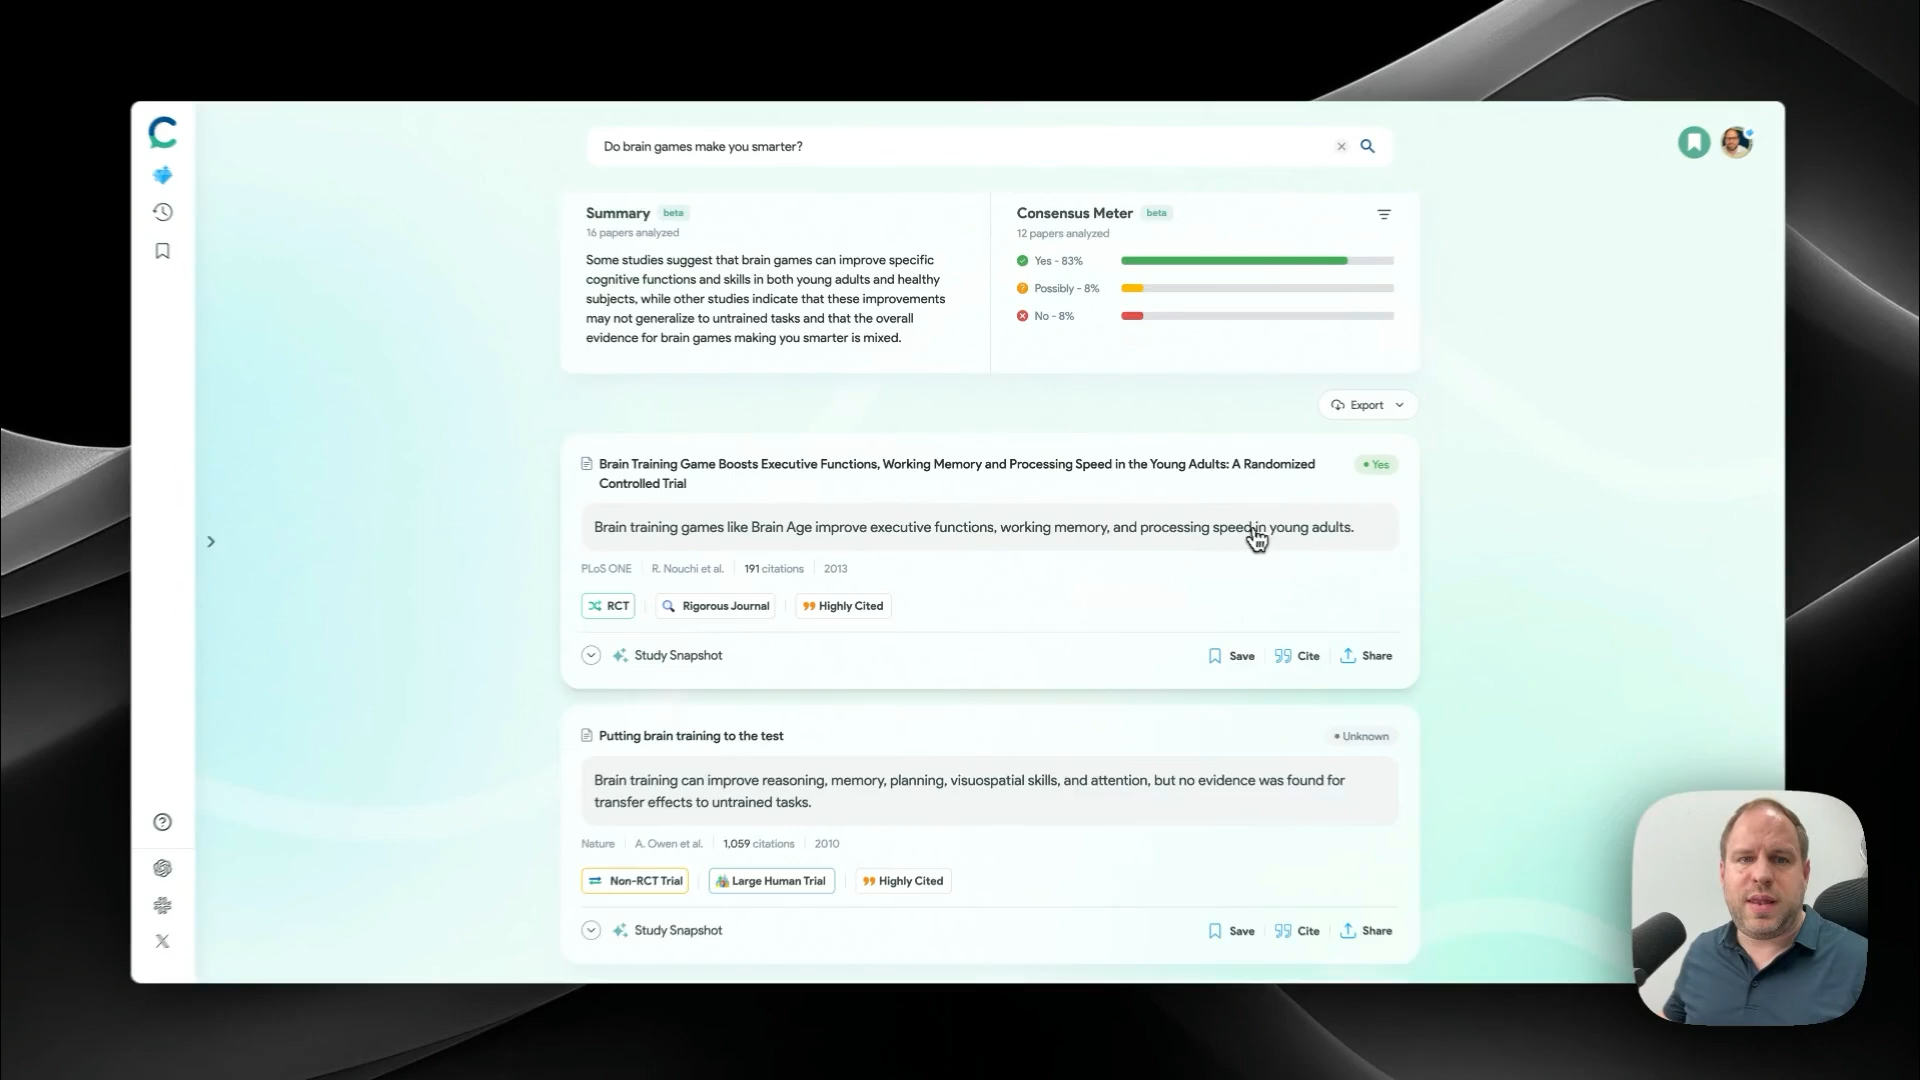 Do brain games make you smarter?
Summary beta
16 papers analyzed
Some studies suggest that brain games can improve specific
cognitive functions and skills in both young adults and healthy
subjects, while other studies indicate that these improvements
may not generalize to untrained tasks and that the overall
evidence for brain games making you smarter is mixed.
Consensus Meter beta
12 papers analyzed
Yes - 83%
Possibly - 8%
No - 8%
Export
Brain Training Game Boosts Executive Functions, Working Memory and Processing Speed in the Young Adults: A Randomized
Controlled Trial
Yes
Brain training games like Brain Age improve executive functions, working memory, and processing speed in young adults.
PLoS ONE R. Nouchi et al. 191 citations 2013
RCT Rigorous Journal Highly Cited
Study Snapshot Save Cite Share
Putting brain training to the test
Unknown
Brain training can improve reasoning, memory, planning, visuospatial skills, and attention, but no evidence was found for
transfer effects to untrained tasks.
Nature A. Owen et al. 1,059 citations 2010
Non-RCT Trial Large Human Trial Highly Cited
Study Snapshot Save Cite Share